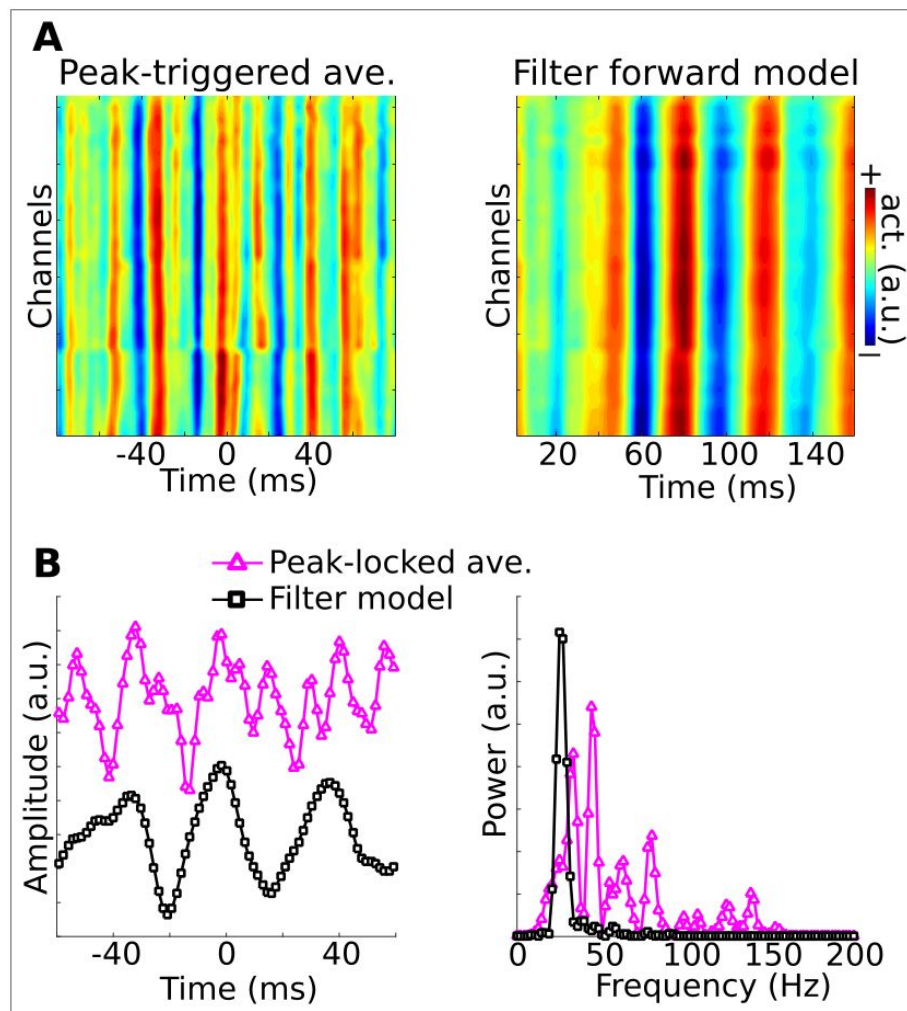 A
Peak-triggered ave.
Filter forward model
Channels
Channels
+
act. (a.u.)
−
-40 0 40
Time (ms)
20 60 100 140
Time (ms)
B
Peak-locked ave.
Filter model
Amplitude (a.u.)
Power (a.u.)
-40 0 40
Time (ms)
0 50 100 150 200
Frequency (Hz)